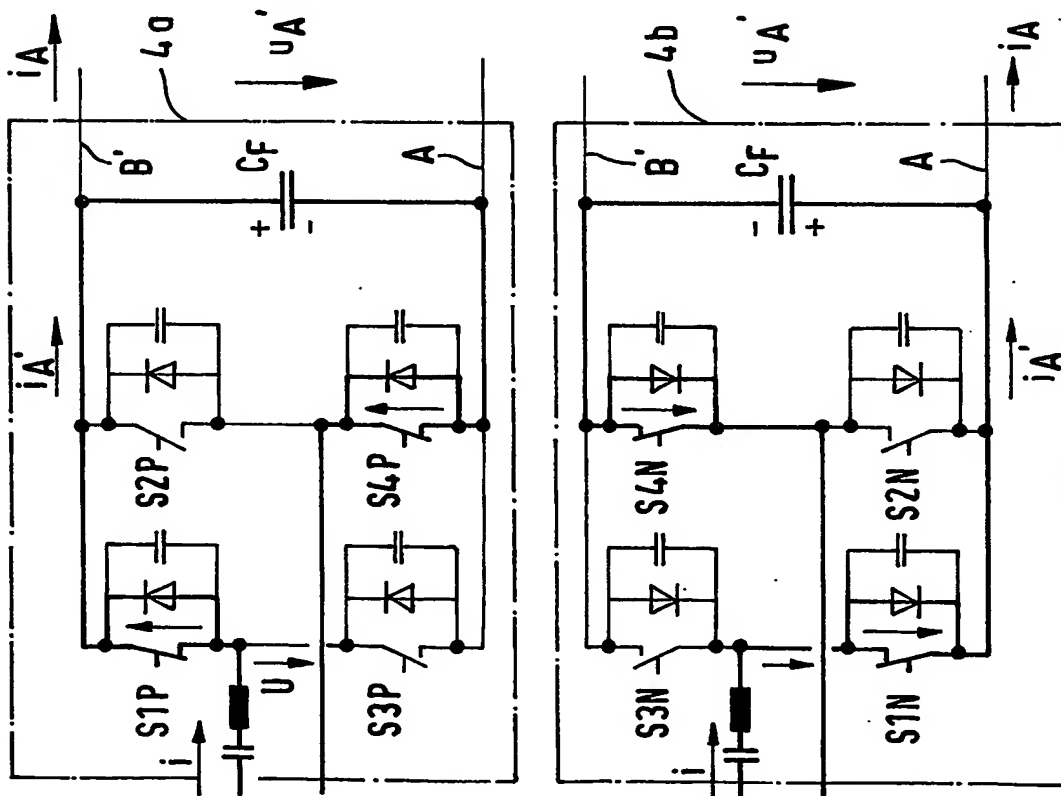 iA
4a
uA'
B'
CF
A
+
-
iA'
S2P
S4P
S1P
U
S3P
i
4b
iA
uA'
B'
CF
A
-
+
iA'
S4N
S2N
S3N
S1N
i